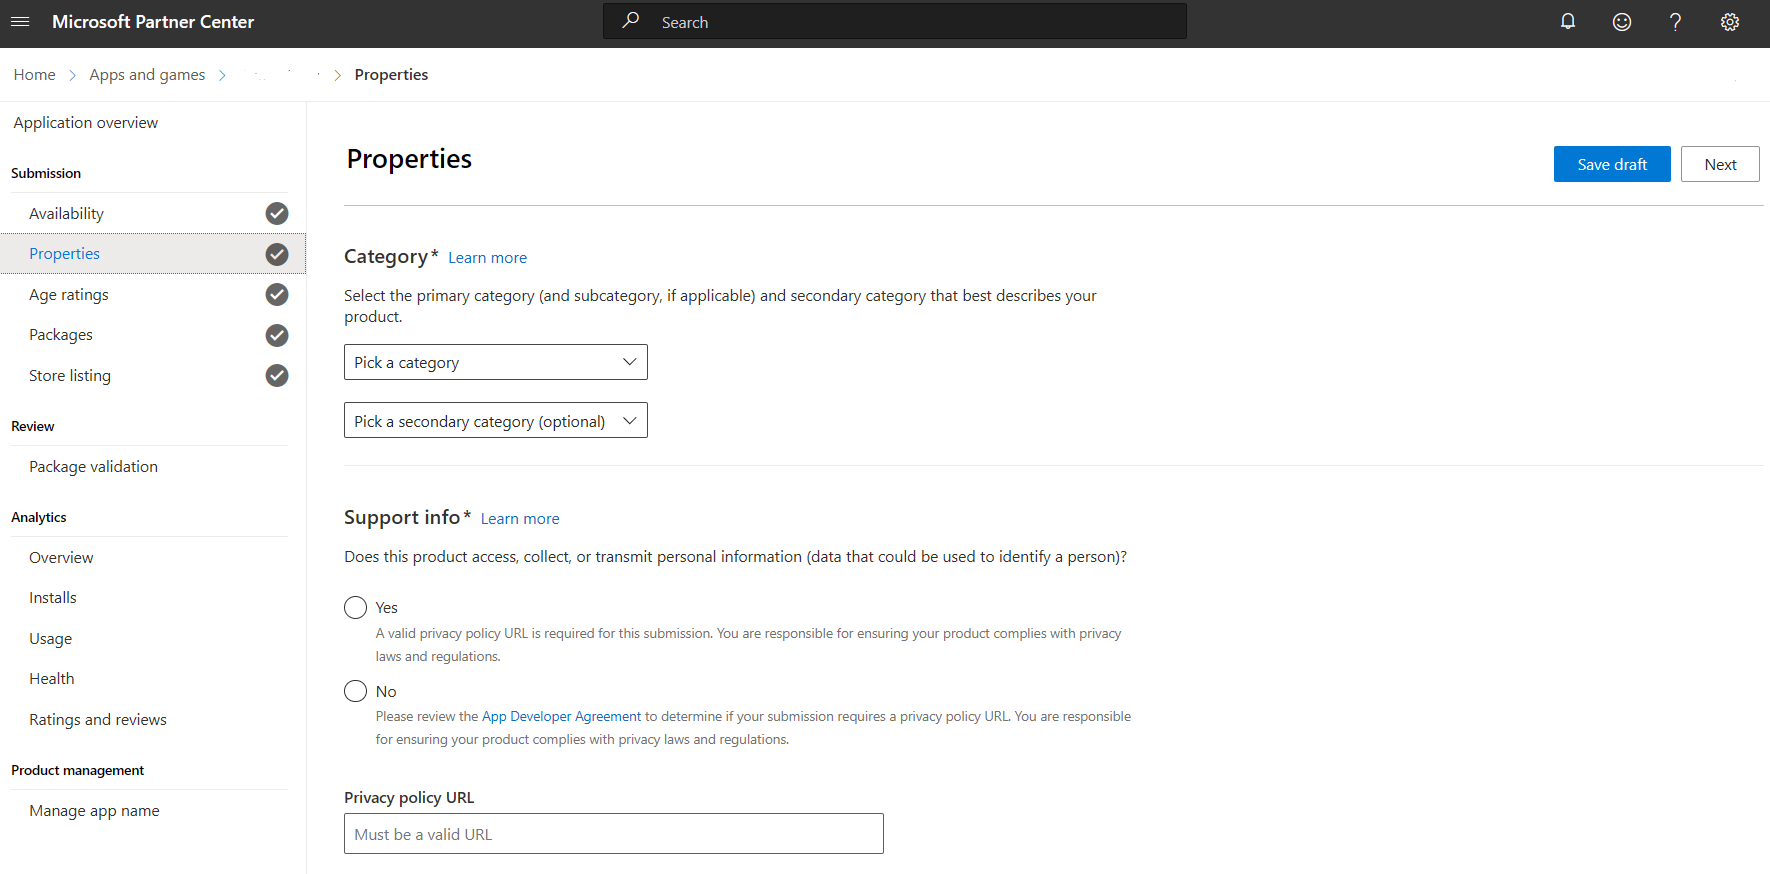 Microsoft Partner Center
Search
Home
Apps and games
Properties
Application overview
Submission
Availability
Properties
Age ratings
Packages
Store listing
Review
Package validation
Analytics
Overview
Installs
Usage
Health
Ratings and reviews
Product management
Manage app name
Properties
Save draft
Next
Category* Learn more
Select the primary category (and subcategory, if applicable) and secondary category that best describes your
product.
Pick a category
Pick a secondary category (optional)
Support info* Learn more
Does this product access, collect, or transmit personal information (data that could be used to identify a person)?
Yes
A valid privacy policy URL is required for this submission. You are responsible for ensuring your product complies with privacy
laws and regulations.
No
Please review the App Developer Agreement to determine if your submission requires a privacy policy URL. You are responsible
for ensuring your product complies with privacy laws and regulations.
Privacy policy URL
Must be a valid URL